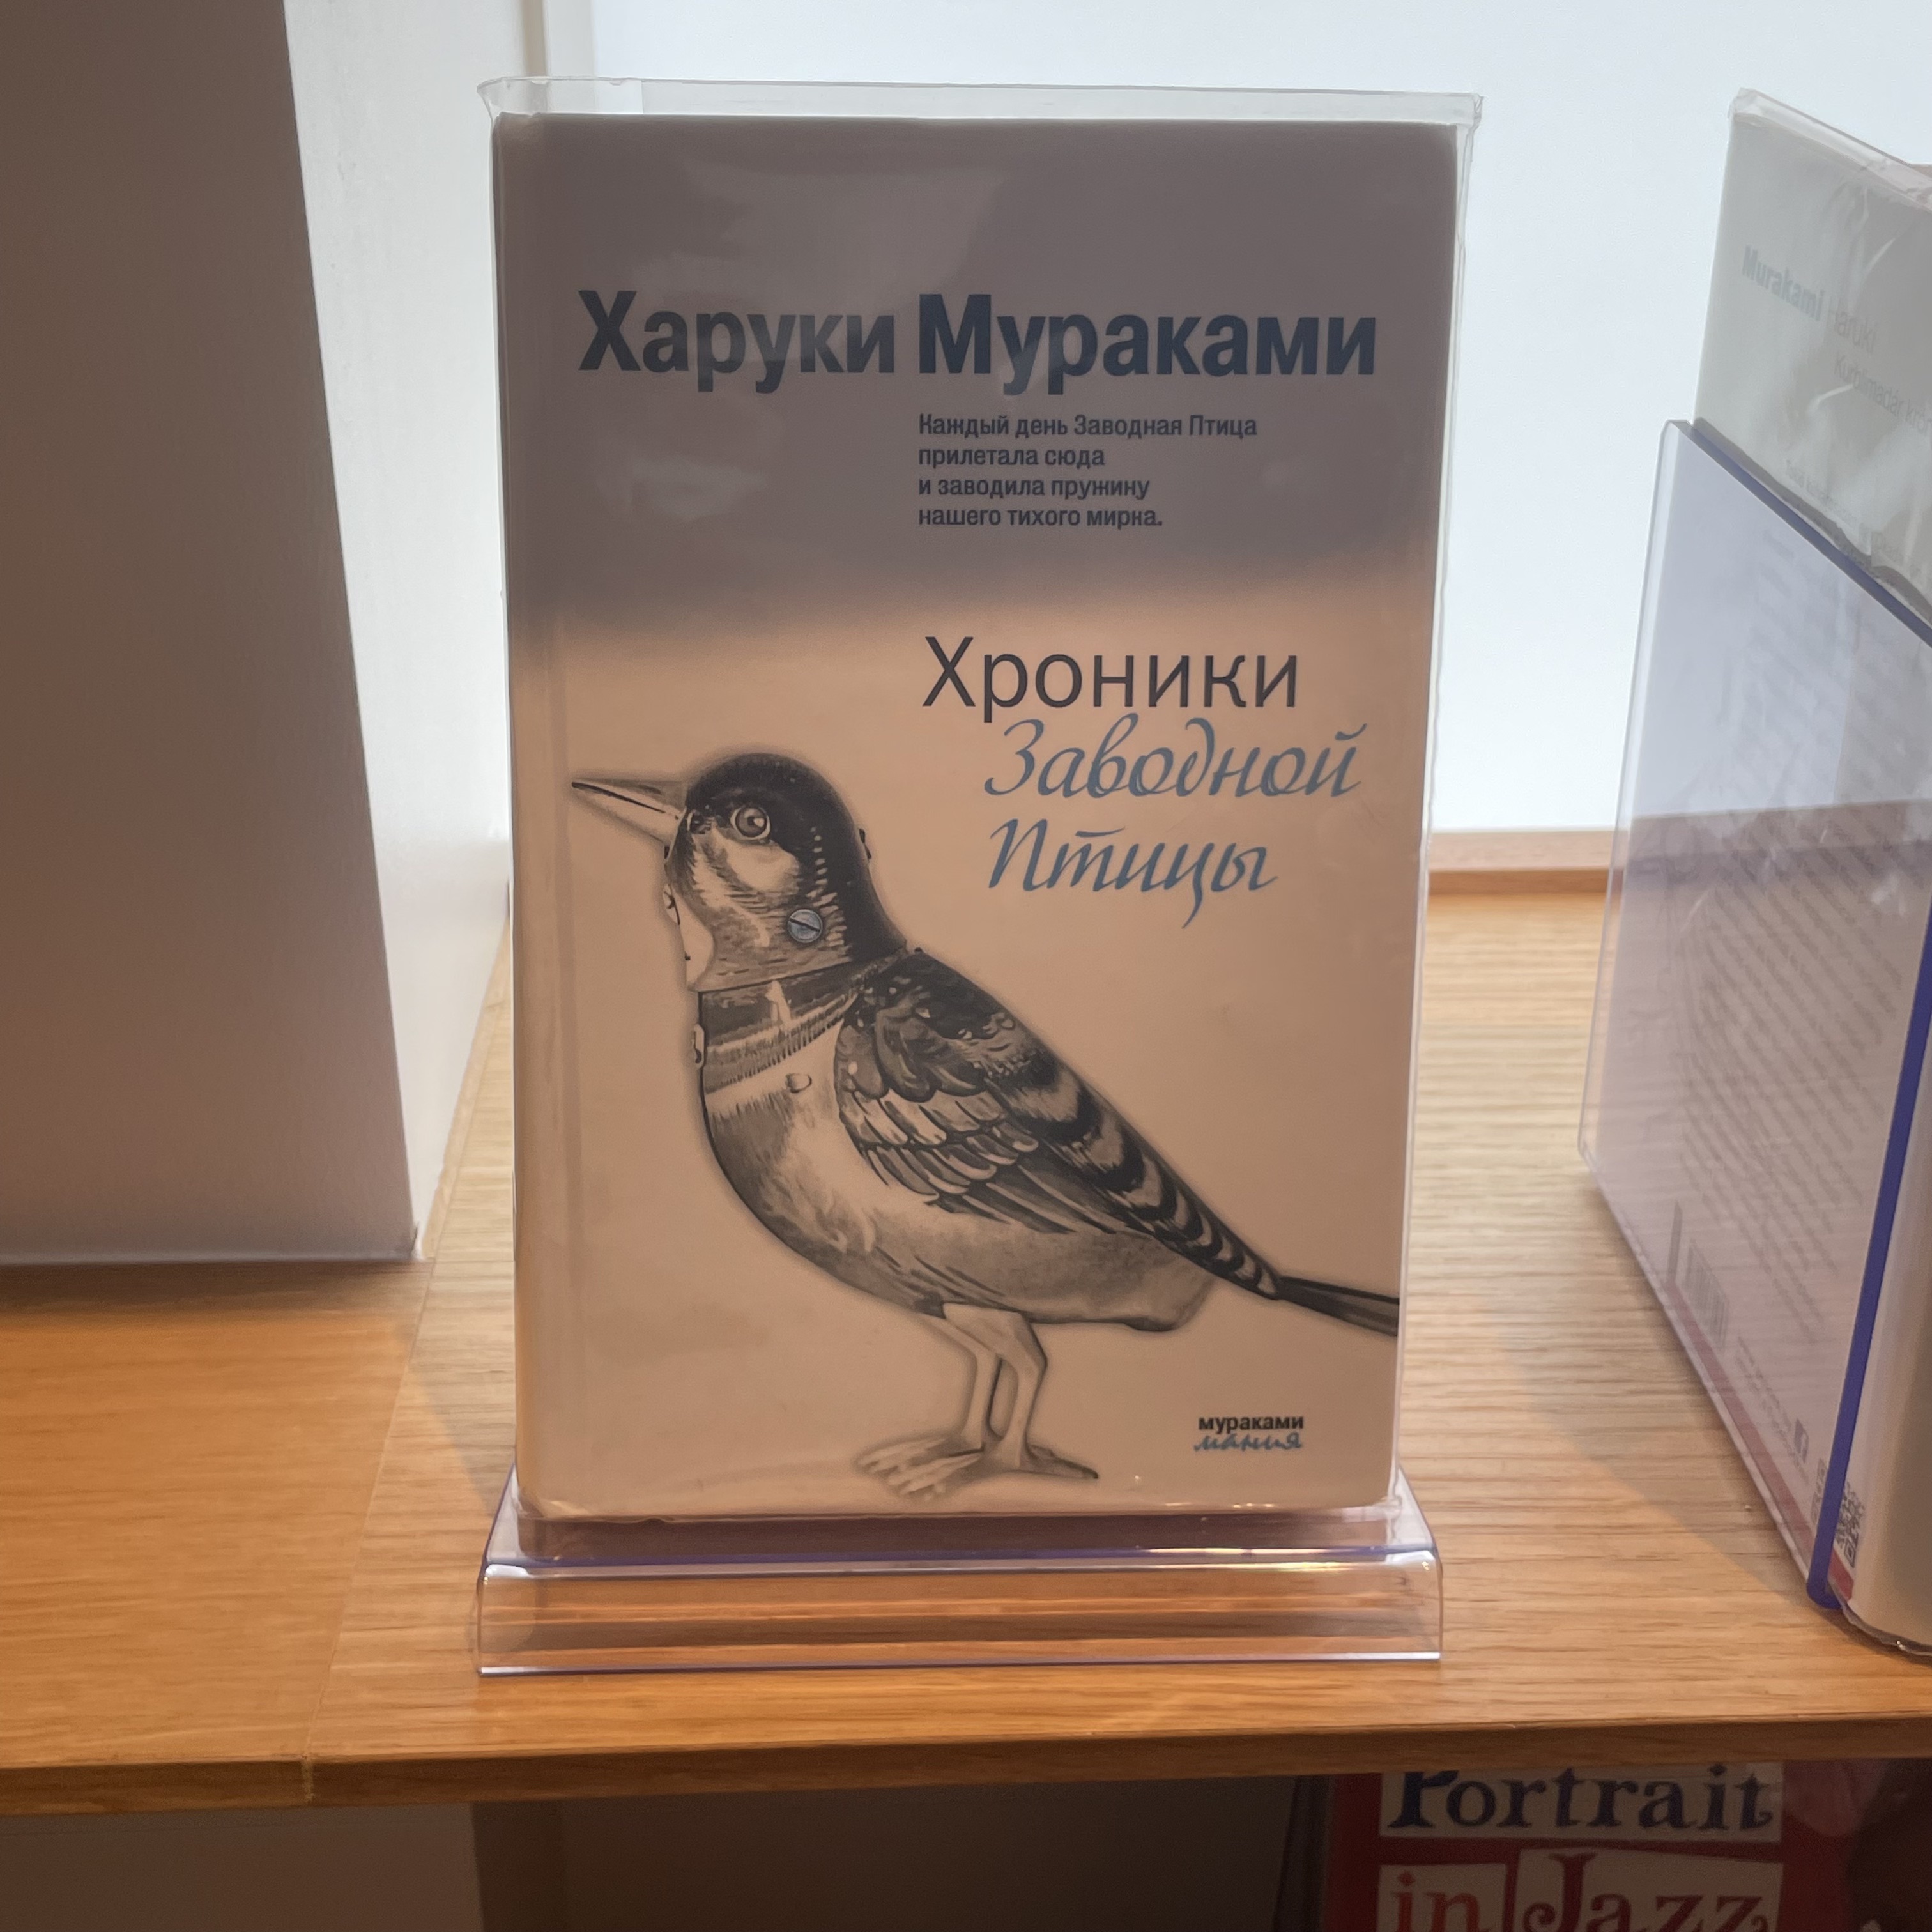 Харуки Мураками
Каждый день Заводная Птица
прилетала сюда
и заводила пружину
нашего тихого мирка.
Хроники
Заводной
Птицы
мураками
мания
Murakami Haruki
Portrait
in Jazz